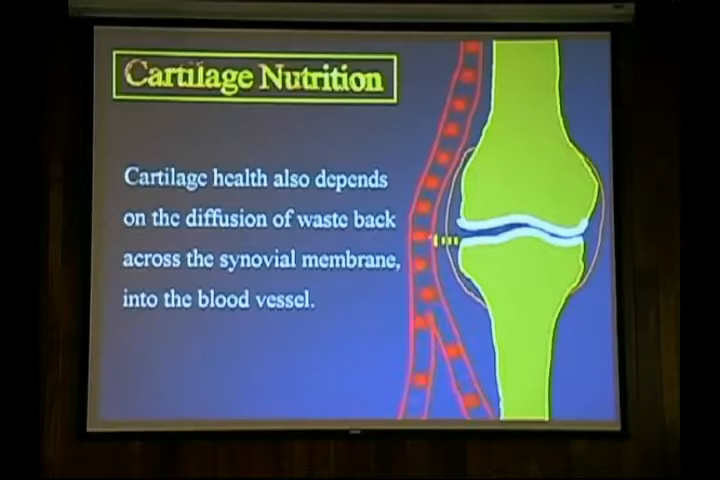 Cartilage Nutrition
Cartilage health also depends
on the diffusion of waste back
across the synovial membrane,
into the blood vessel.